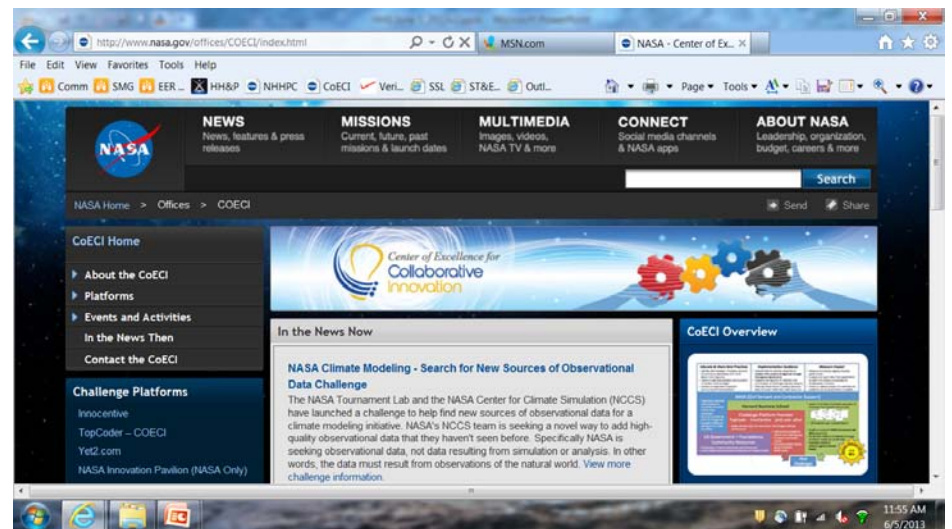 http://www.nasa.gov/offices/COECI/index.html
MSN.com
NASA - Center of Ex...
File Edit View Favorites Tools Help
Comm SMG EER ... HH&P NHHPC CoECI Veri... SSL ST&E... Outl...
Page Tools
NASA
NEWS
News, features & press
releases
MISSIONS
Current, future, past
missions & launch dates
MULTIMEDIA
Images, videos,
NASA TV & more
CONNECT
Social media channels
& NASA apps
ABOUT NASA
Leadership, organization,
budget, careers & more
Search
NASA Home > Offices > COECI
Send Share
CoECI Home
About the CoECI
Platforms
Events and Activities
In the News Then
Contact the CoECI
Challenge Platforms
Innocentive
TopCoder – COECI
Yet2.com
NASA Innovation Pavilion (NASA Only)
Center of Excellence for
Collaborative
Innovation
In the News Now
NASA Climate Modeling - Search for New Sources of Observational
Data Challenge
The NASA Tournament Lab and the NASA Center for Climate Simulation (NCCS)
have launched a challenge to help find new sources of observational data for a
climate modeling initiative. NASA's NCCS team is seeking a novel way to add high-
quality observational data that they haven't seen before. Specifically NASA is
seeking observational data, not data resulting from simulation or analysis. In other
words, the data must result from observations of the natural world. View more
challenge information.
CoECI Overview
11:55 AM
6/5/2013